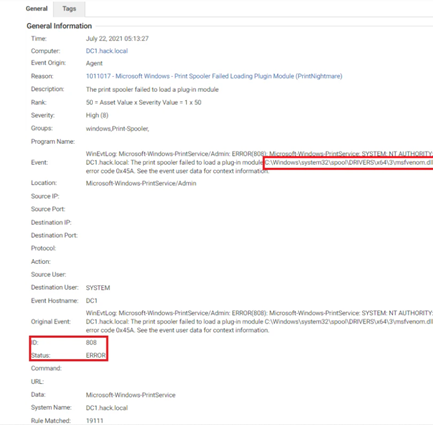 General Tags
General Information
Time: July 22, 2021 05:13:27
Computer: DC1.hack.local
Event Origin: Agent
Reason: 1011017 - Microsoft Windows - Print Spooler Failed Loading Plugin Module (PrintNightmare)
Description: The print spooler failed to load a plug-in module
Rank: 50 = Asset Value x Severity Value = 1 x 50
Severity: High (8)
Groups: windows,Print-Spooler,
Program Name:
WinEvtLog: Microsoft-Windows-PrintService/Admin: ERROR(808): Microsoft-Windows-PrintService: SYSTEM: NT AUTHORITY:
Event: DC1.hack.local: The print spooler failed to load a plug-in module C:\Windows\system32\spool\DRIVERS\x64\3\msfvenom.dl
error code 0x45A. See the event user data for context information.
Location: Microsoft-Windows-PrintService/Admin
Source IP:
Source Port:
Destination IP:
Destination Port:
Protocol:
Action:
Source User:
Destination User: SYSTEM
Event Hostname: DC1
WinEvtLog: Microsoft-Windows-PrintService/Admin: ERROR(808): Microsoft-Windows-PrintService: SYSTEM: NT AUTHORITY:
Original Event: DC1.hack.local: The print spooler failed to load a plug-in module C:\Windows\system32\spool\DRIVERS\x64\3\msfvenom.dl
error code 0x45A. See the event user data for context information.
ID: 808
Status: ERROR
Command:
URL:
Data: Microsoft-Windows-PrintService
System Name: DC1.hack.local
Rule Matched: 19111